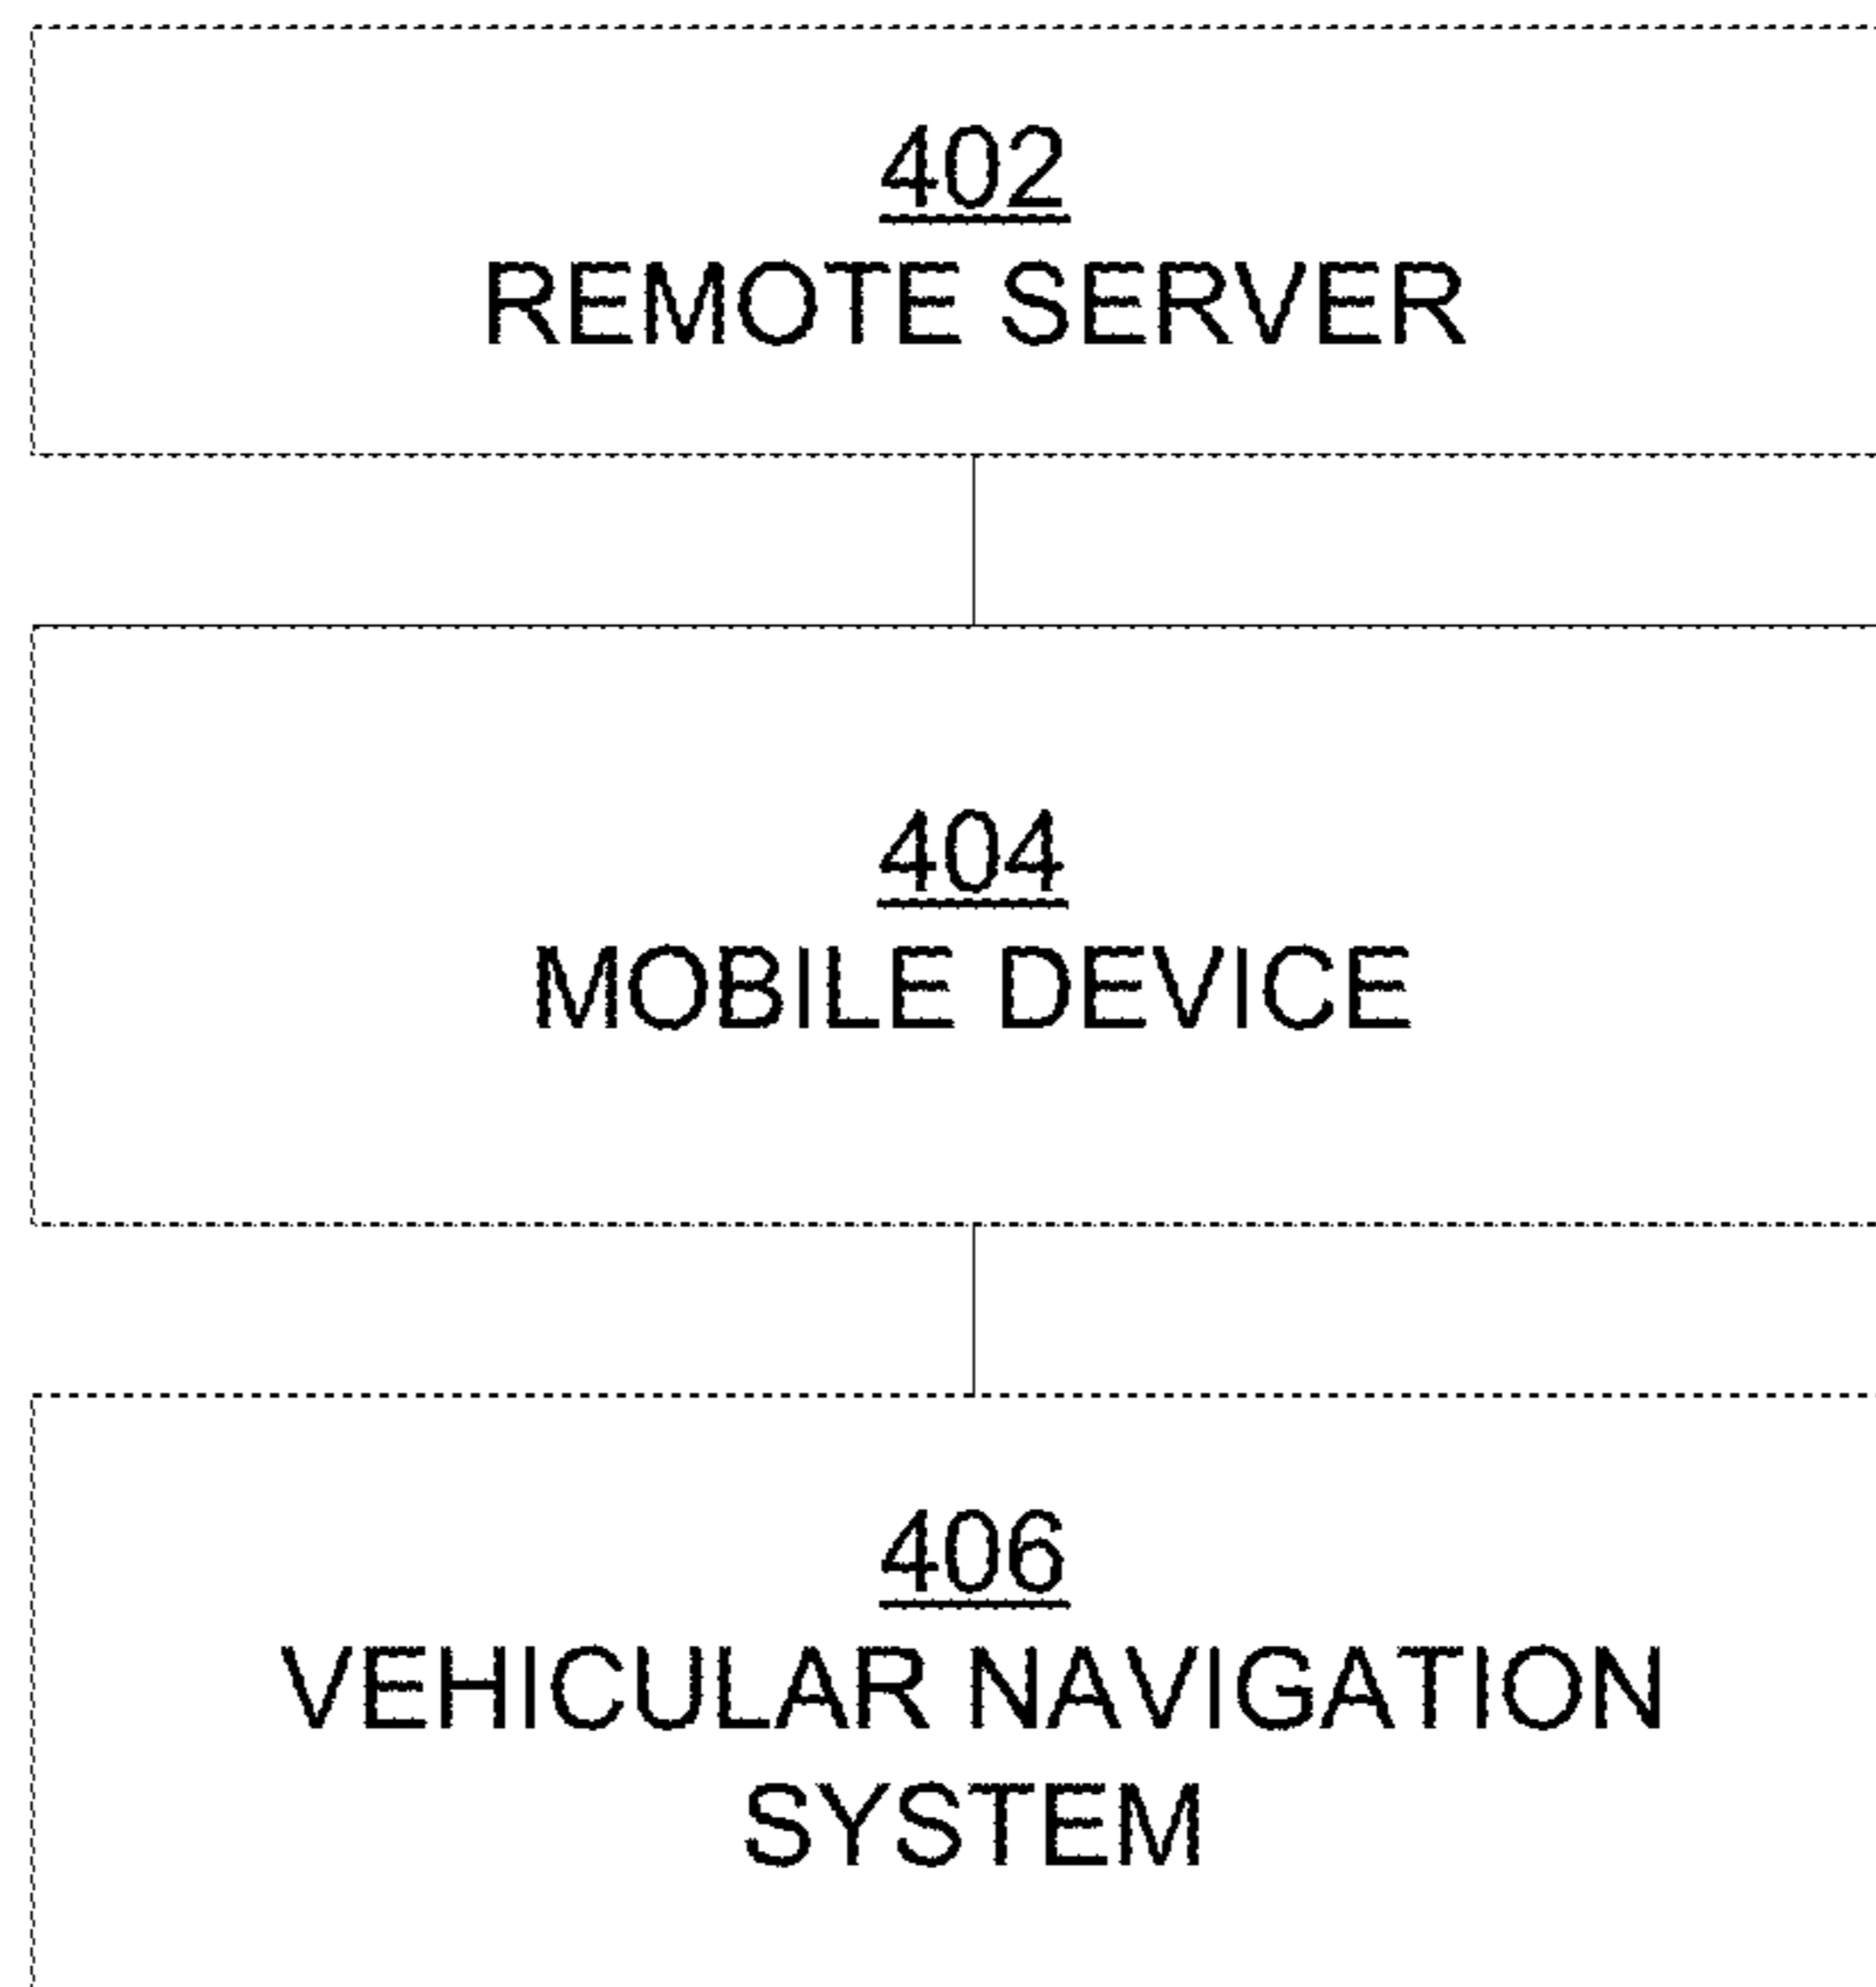 402
REMOTE SERVER
404
MOBILE DEVICE
406
VEHICULAR NAVIGATION
SYSTEM